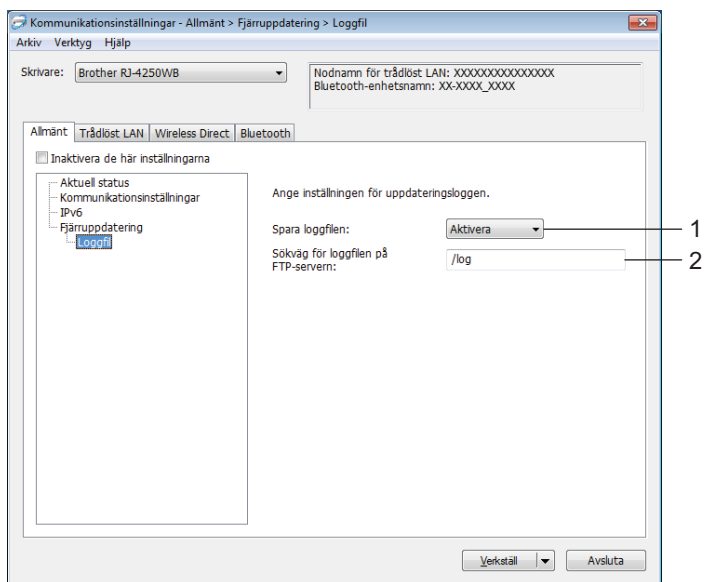 Kommunikationsinställningar - Allmänt > Fjärruppdatering > Loggfil
Arkiv Verktyg Hjälp
Skrivare: Brother RJ-4250WB
Nodnamn för trådlöst LAN: XXXXXXXXXXXXXXX
Bluetooth-enhetsnamn: XX-XXXX_XXXX
Allmänt Trådlöst LAN Wireless Direct Bluetooth
Inaktivera de här inställningarna
Aktuell status
Kommunikationsinställningar
IPv6
Fjärruppdatering
Loggfil
Ange inställningen för uppdateringsloggen.
Spara loggfilen: Aktivera 1
Sökväg för loggfilen på
FTP-servern: /log 2
Verkställ Avsluta